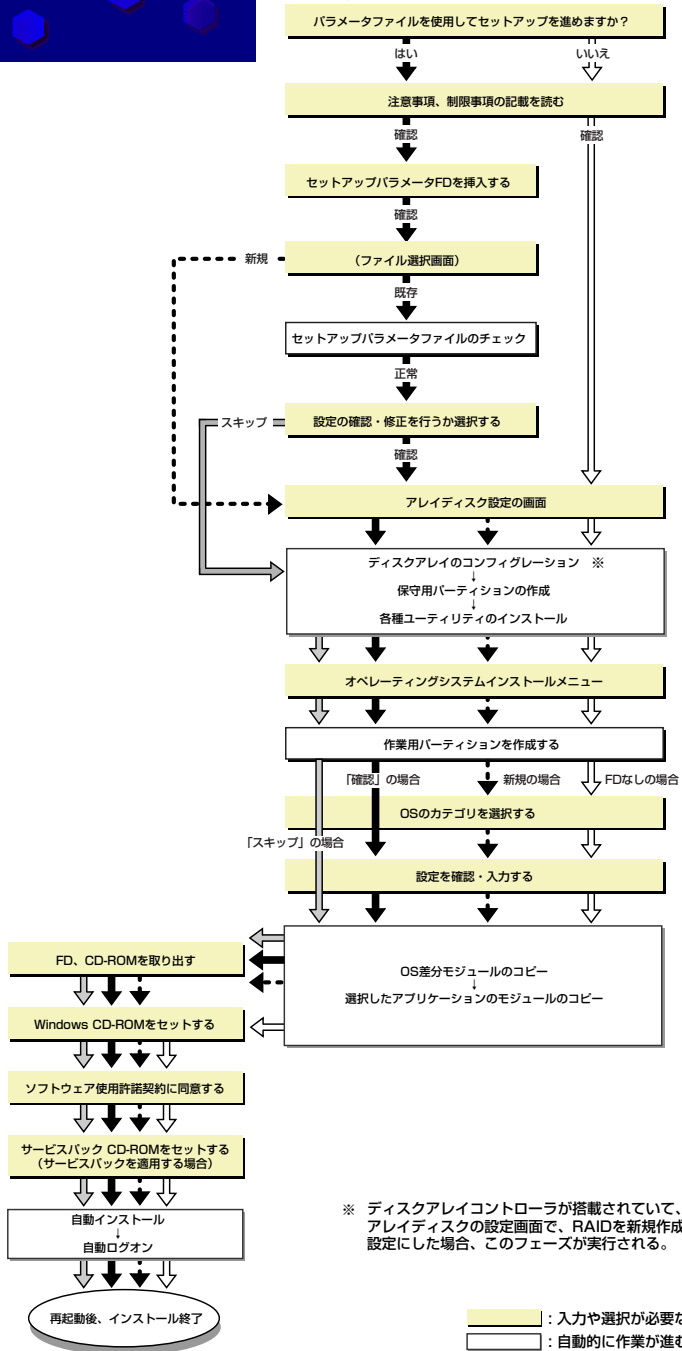 パラメータファイルを使用してセットアップを進めますか？
はい
いいえ
注意事項、制限事項の記載を読む
確認
確認
セットアップパラメータFDを挿入する
確認
新規
（ファイル選択画面）
既存
セットアップパラメータファイルのチェック
正常
スキップ
設定の確認・修正を行うか選択する
確認
アレイディスク設定の画面
ディスクアレイのコンフィグレーション　※
↓
保守用パーティションの作成
↓
各種ユーティリティのインストール
オペレーティングシステムインストールメニュー
作業用パーティションを作成する
「確認」の場合
新規の場合
FDなしの場合
OSのカテゴリを選択する
「スキップ」の場合
設定を確認・入力する
OS差分モジュールのコピー
↓
選択したアプリケーションのモジュールのコピー
FD、CD-ROMを取り出す
Windows CD-ROMをセットする
ソフトウェア使用許諾契約に同意する
サービスパック CD-ROMをセットする
（サービスパックを適用する場合）
自動インストール
↓
自動ログオン
再起動後、インストール終了
※　ディスクアレイコントローラが搭載されていて、
アレイディスクの設定画面で、RAIDを新規作成
設定にした場合、このフェーズが実行される。
：入力や選択が必要な
：自動的に作業が進む